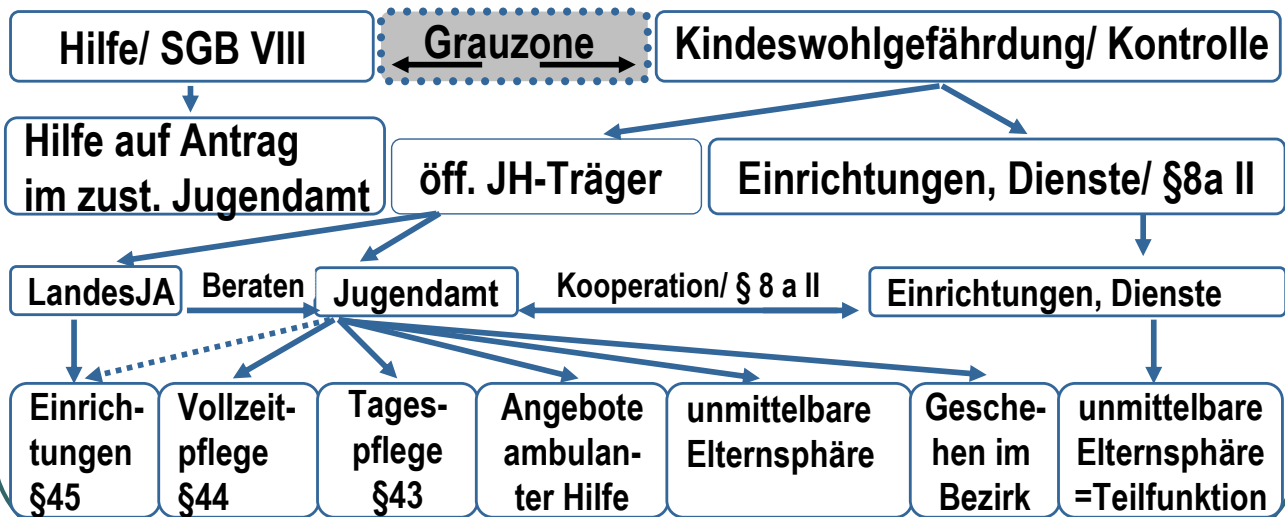 Hilfe/ SGB VIII
Grauzone
Kindeswohlgefährdung/ Kontrolle
Hilfe auf Antrag
im zust. Jugendamt
öff. JH-Träger
Einrichtungen, Dienste/ §8a II
LandesJA
Beraten
Jugendamt
Kooperation/ § 8 a II
Einrichtungen, Dienste
Einrich-
tungen
§45
Vollzeit-
pflege
§44
Tages-
pflege
§43
Angebote
ambulan-
ter Hilfe
unmittelbare
Elternsphäre
Gesche-
hen im
Bezirk
unmittelbare
Elternsphäre
=Teilfunktion